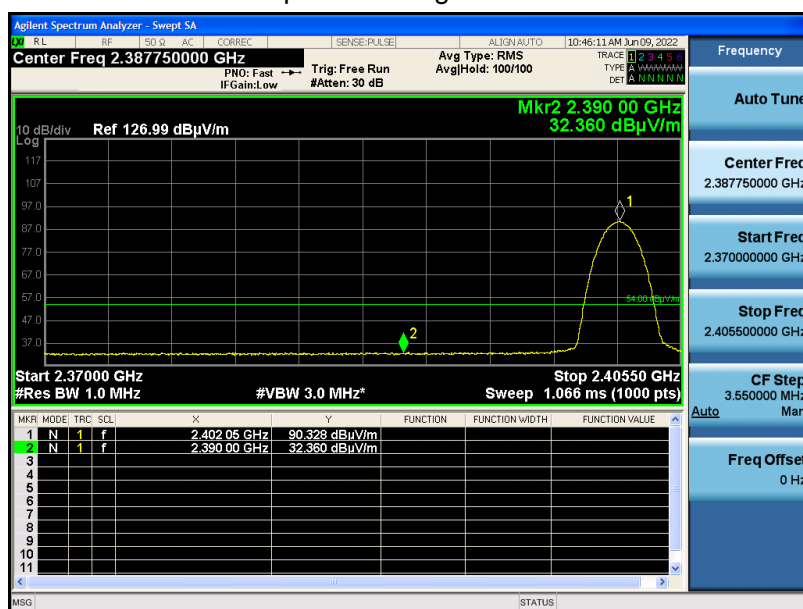 Agilent Spectrum Analyzer - Swept SA
LXI RL RF 50 Ω AC CORREC SENSE:PULSE ALIGN AUTO 10:46:11 AM Jun 09, 2022
Center Freq 2.387750000 GHz
PNO: Fast
IFGain:Low
Trig: Free Run
#Atten: 30 dB
Avg Type: RMS
Avg|Hold: 100/100
TRACE 1 2 3 4 5 6
TYPE A WWWWW
DET A N N N N N
Mkr2 2.390 00 GHz
32.360 dBµV/m
10 dB/div
Log
Ref 126.99 dBµV/m
117
107
97.0
87.0
77.0
67.0
57.0
47.0
37.0
1
54.00 dBµV/m
2
Start 2.37000 GHz Stop 2.40550 GHz
#Res BW 1.0 MHz #VBW 3.0 MHz* Sweep 1.066 ms (1000 pts)
MKR MODE TRC SCL X Y FUNCTION FUNCTION WIDTH FUNCTION VALUE
1 N 1 f 2.402 05 GHz 90.328 dBµV/m
2 N 1 f 2.390 00 GHz 32.360 dBµV/m
3
4
5
6
7
8
9
10
11
MSG STATUS
Frequency
Auto Tune
Center Freq
2.387750000 GHz
Start Freq
2.370000000 GHz
Stop Freq
2.405500000 GHz
CF Step
3.550000 MHz
Auto Man
Freq Offset
0 Hz